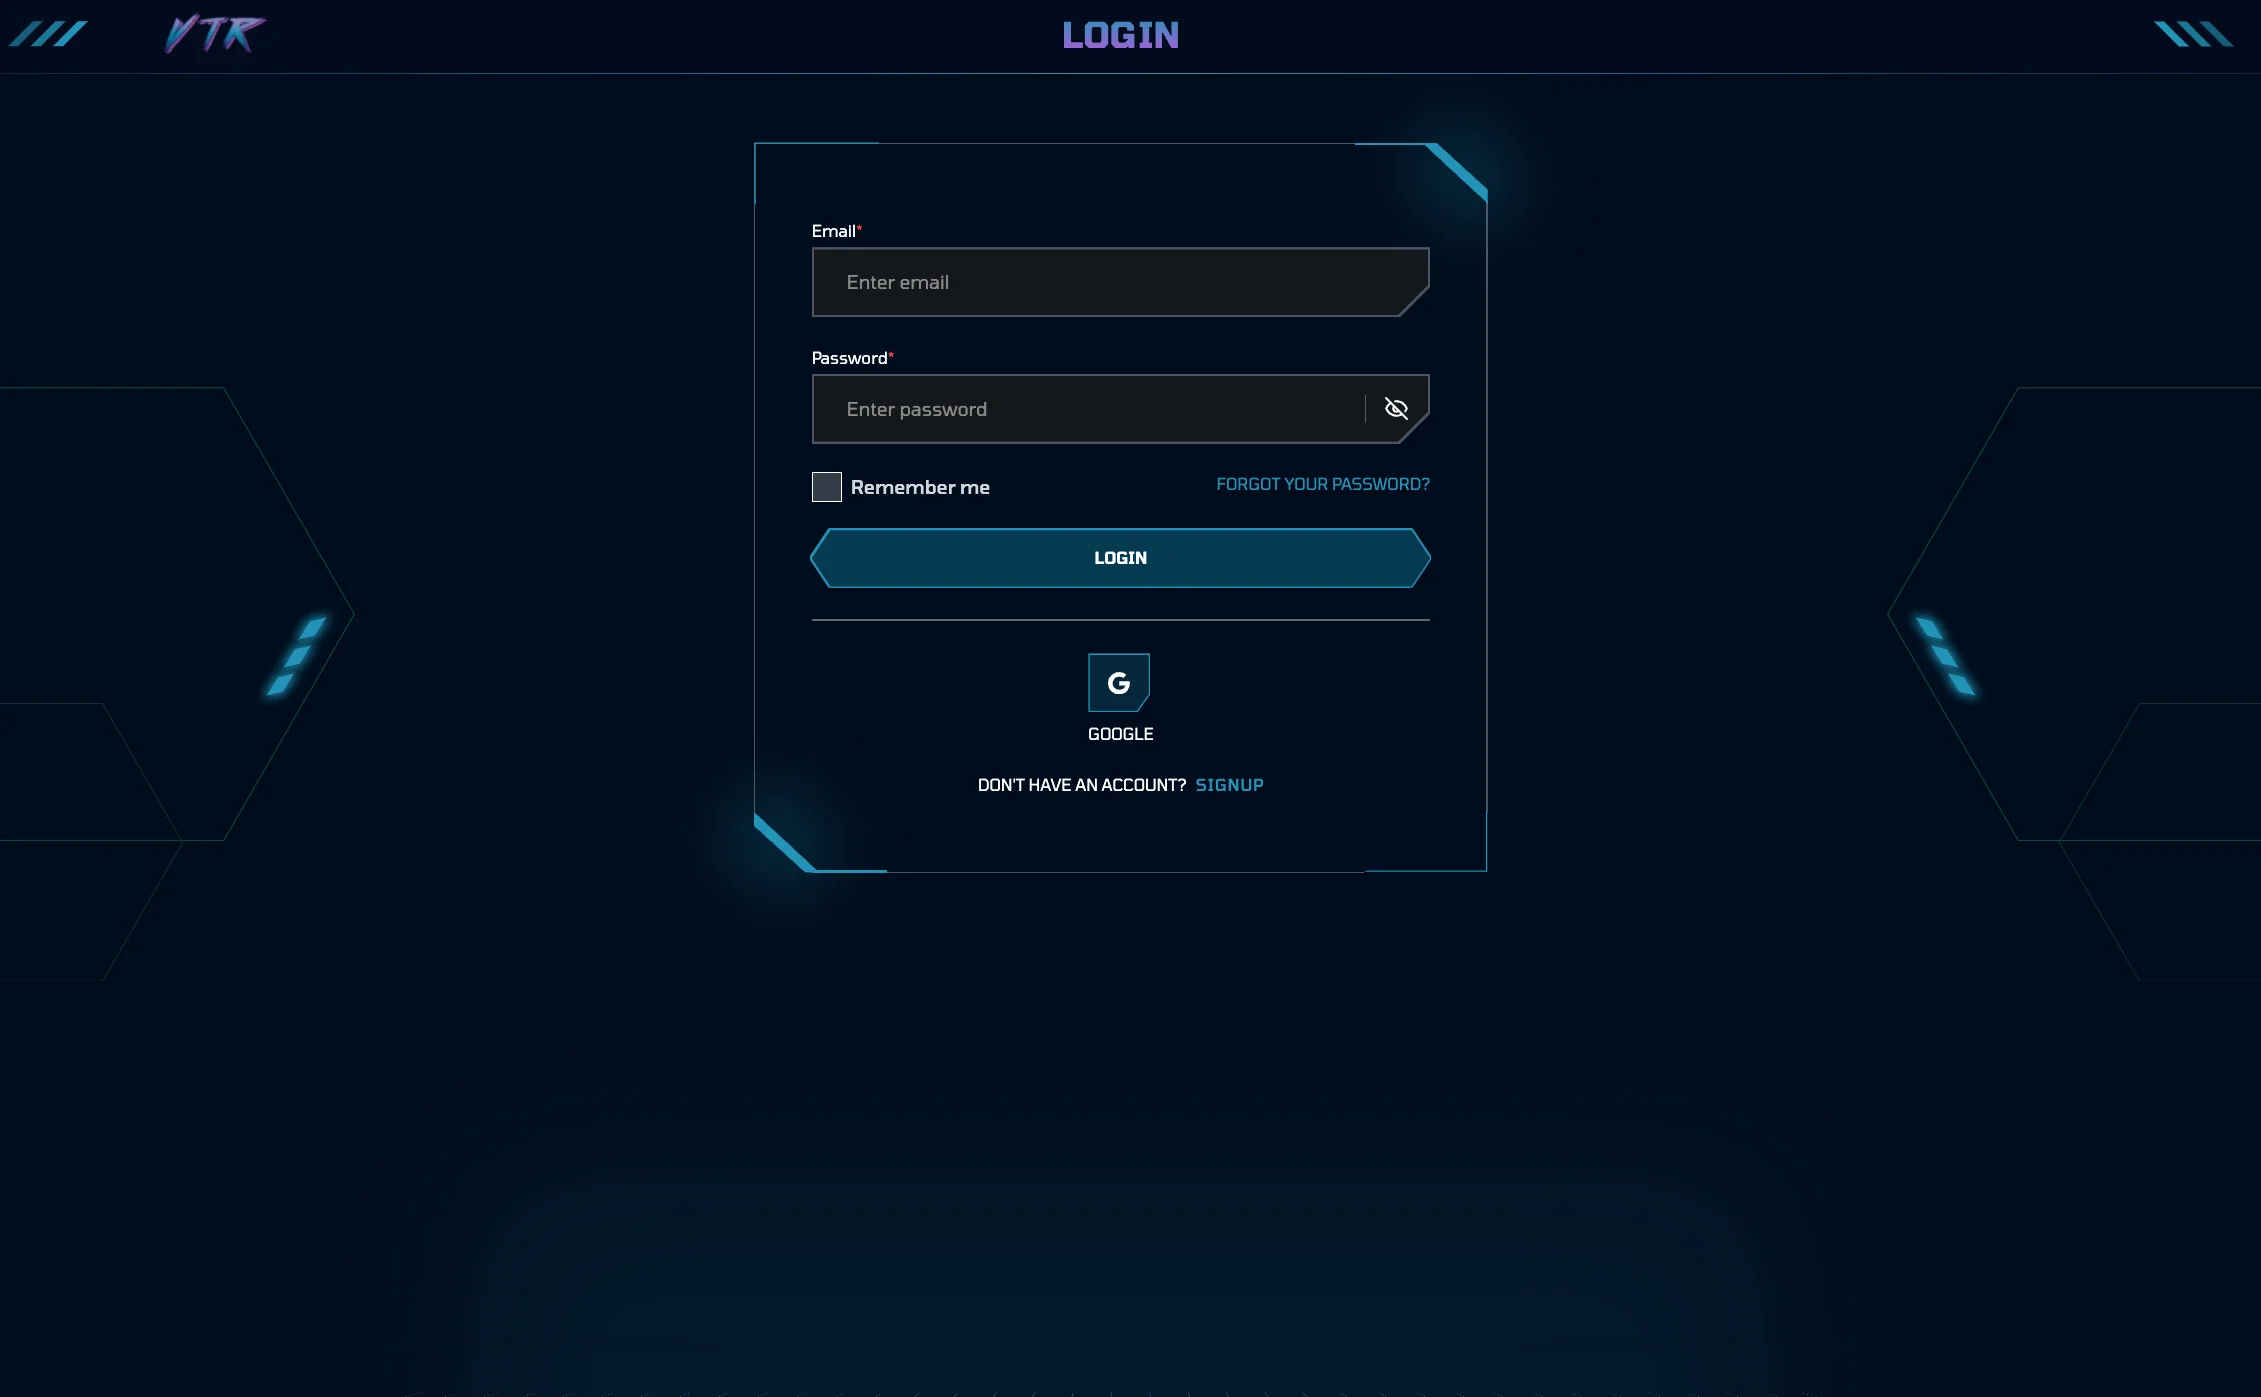 VTR
LOGIN
Email*
Enter email
Password*
Enter password
Remember me
FORGOT YOUR PASSWORD?
LOGIN
G
GOOGLE
DON'T HAVE AN ACCOUNT? SIGNUP